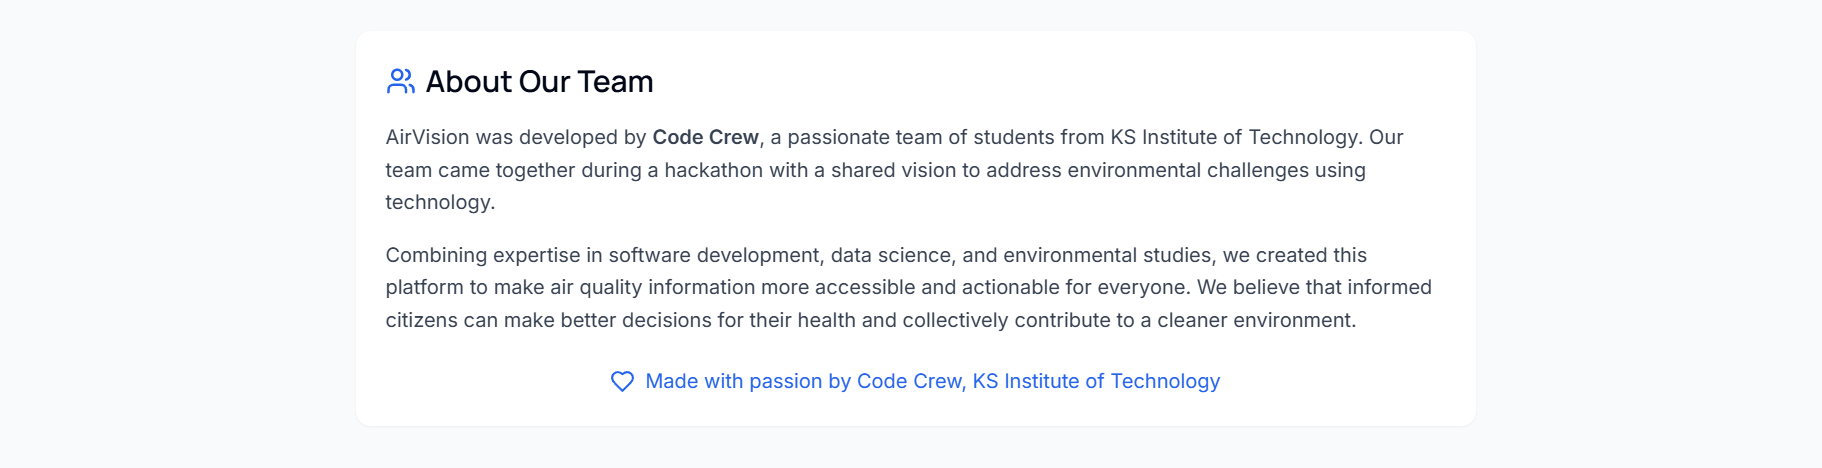 About Our Team
AirVision was developed by Code Crew, a passionate team of students from KS Institute of Technology. Our
team came together during a hackathon with a shared vision to address environmental challenges using
technology.
Combining expertise in software development, data science, and environmental studies, we created this
platform to make air quality information more accessible and actionable for everyone. We believe that informed
citizens can make better decisions for their health and collectively contribute to a cleaner environment.
Made with passion by Code Crew, KS Institute of Technology